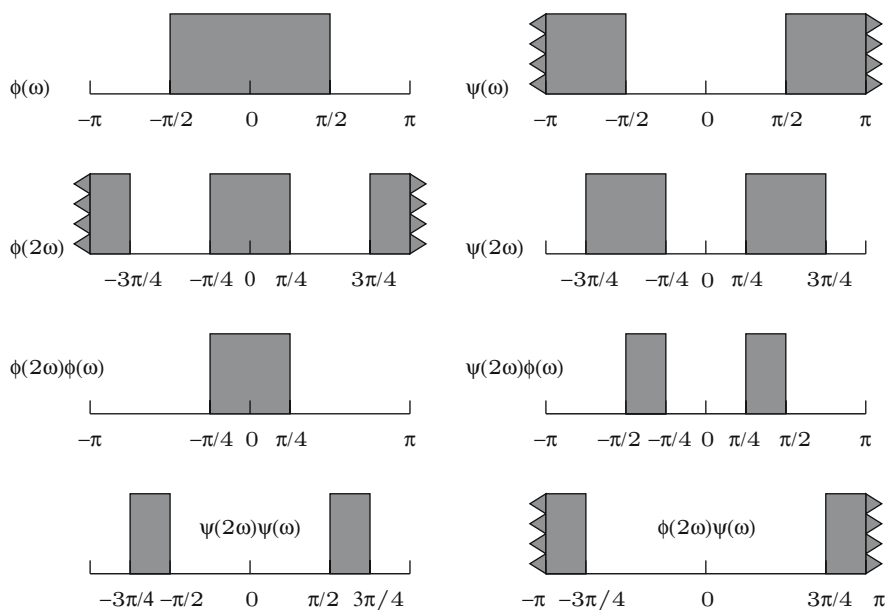 ϕ(ω)
−π −π/2 0 π/2 π
ψ(ω)
−π −π/2 0 π/2 π
ϕ(2ω)
−3π/4 −π/4 0 π/4 3π/4
ψ(2ω)
−3π/4 −π/4 0 π/4 3π/4
ϕ(2ω)ϕ(ω)
−π −π/4 0 π/4 π
ψ(2ω)ϕ(ω)
−π −π/2 −π/4 0 π/4 π/2 π
ψ(2ω)ψ(ω)
−3π/4 −π/2 0 π/2 3π/4
ϕ(2ω)ψ(ω)
−π −3π/4 0 3π/4 π